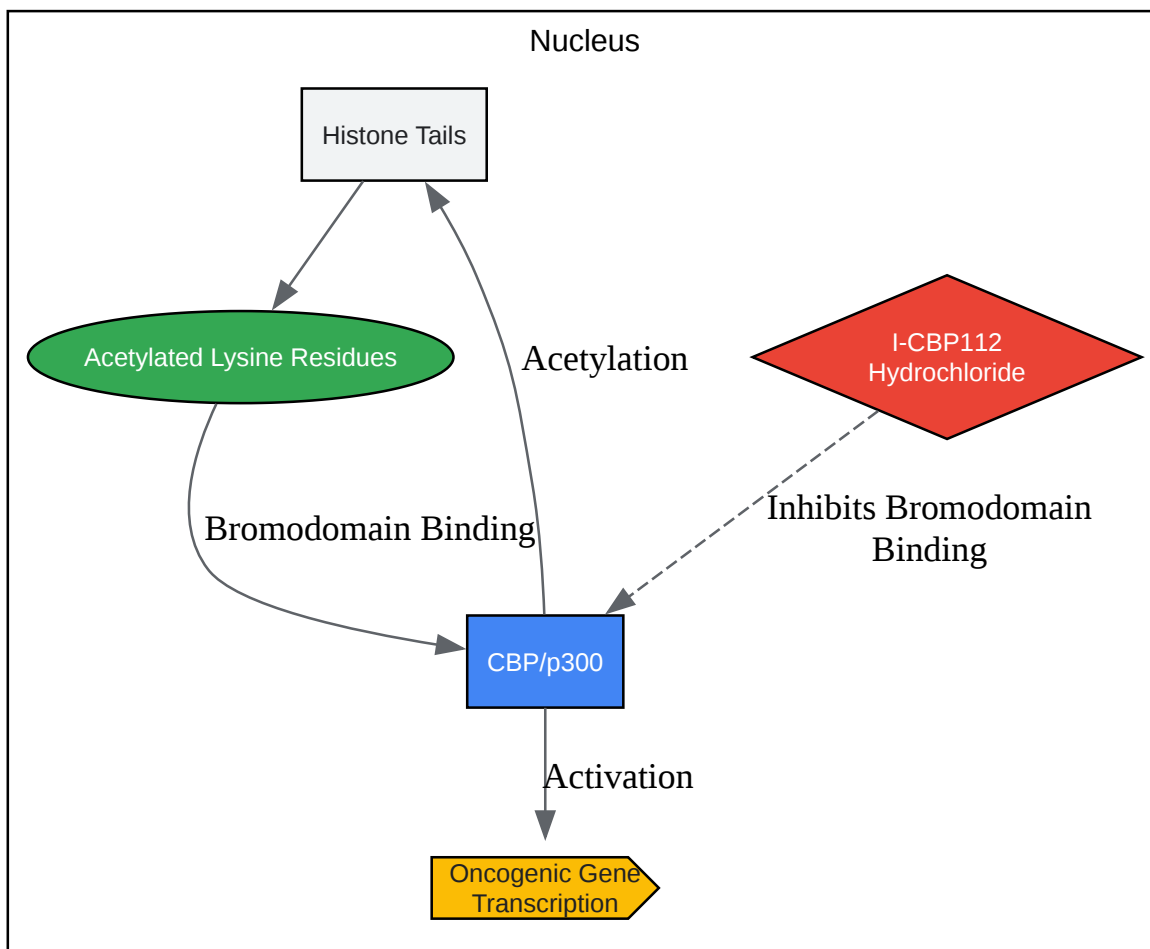 Nucleus
Histone Tails
Acetylated Lysine Residues
Acetylation
I-CBP112
Hydrochloride
Bromodomain Binding
Inhibits Bromodomain
Binding
CBP/p300
Activation
Oncogenic Gene
Transcription